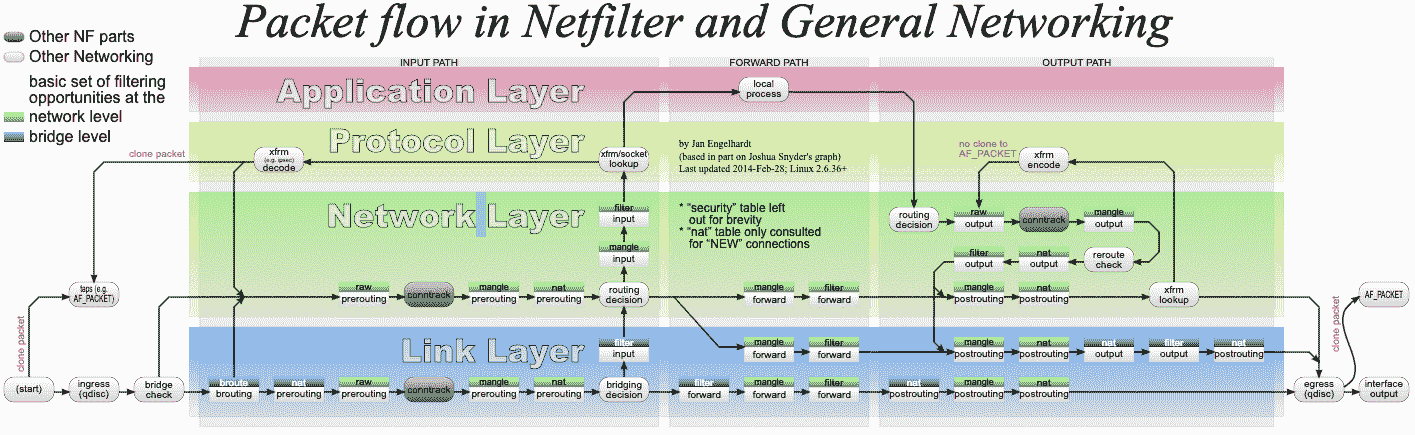 Packet flow in Netfilter and General Networking
Other NF parts
Other Networking
basic set of filtering
opportunities at the
network level
bridge level
INPUT PATH
FORWARD PATH
OUTPUT PATH
Application Layer
local
process
Protocol Layer
clone packet
xfrm
(e.g. ipsec)
decode
xfrm/socket
lookup
by Jan Engelhardt
(based in part on Joshua Snyder's graph)
Last updated 2014-Feb-28; Linux 2.6.36+
no clone to
AF_PACKET
xfrm
encode
Network Layer
filter
input
mangle
input
* "security" table left
out for brevity
* "nat" table only consulted
for "NEW" connections
routing
decision
raw
output
conntrack
mangle
output
filter
output
nat
output
reroute
check
taps (e.g.
AF_PACKET)
raw
prerouting
conntrack
mangle
prerouting
nat
prerouting
routing
decision
mangle
forward
filter
forward
mangle
postrouting
nat
postrouting
xfrm
lookup
AF_PACKET
clone packet
clone packet
Link Layer
filter
input
mangle
forward
filter
forward
mangle
postrouting
nat
postrouting
nat
output
filter
output
nat
postrouting
(start)
ingress
(qdisc)
bridge
check
broute
brouting
nat
prerouting
raw
prerouting
conntrack
mangle
prerouting
nat
prerouting
bridging
decision
filter
forward
mangle
forward
filter
forward
nat
postrouting
mangle
postrouting
nat
postrouting
egress
(qdisc)
interface
output